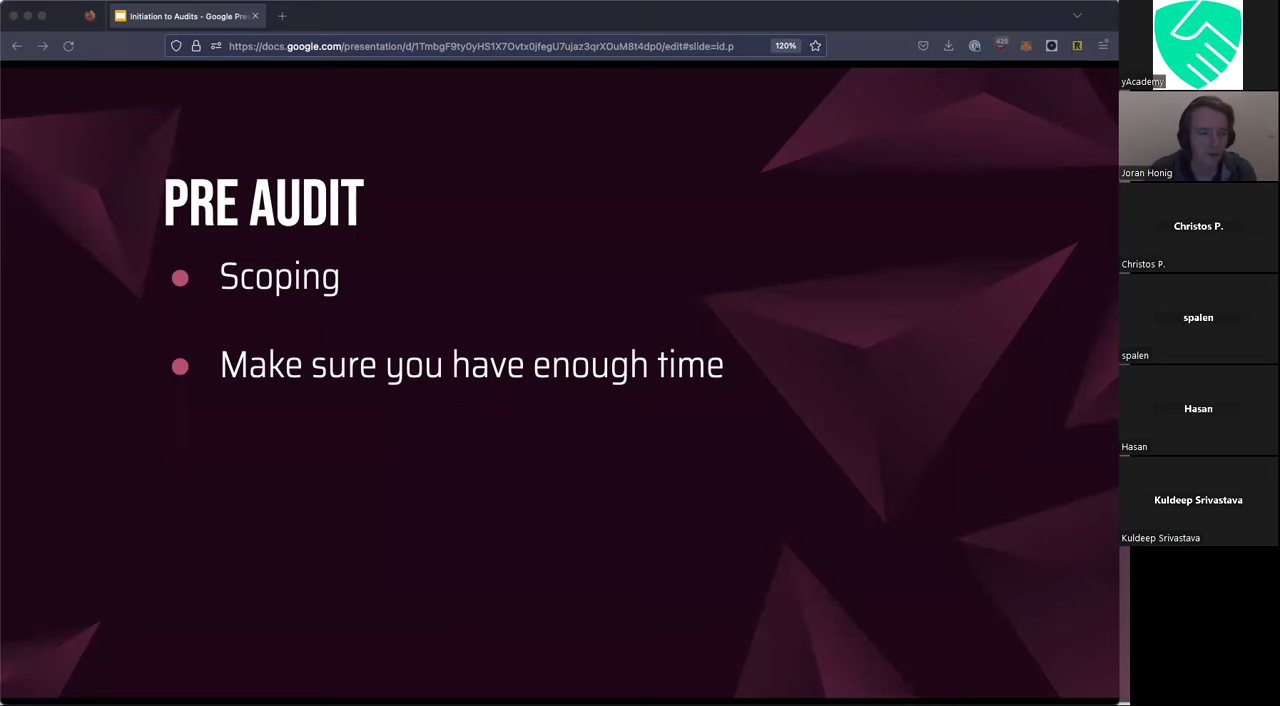 Initiation to Audits - Google Pre
https://docs.google.com/presentation/d/1TmbgF9ty0yHS1X7Ovtx0jfegU7ujaz3qrXOuM8t4dp0/edit#slide=id.p
120%
425
PRE AUDIT
Scoping
Make sure you have enough time
yAcademy
Joran Honig
Christos P.
Christos P.
spalen
spalen
Hasan
Hasan
Kuldeep Srivastava
Kuldeep Srivastava